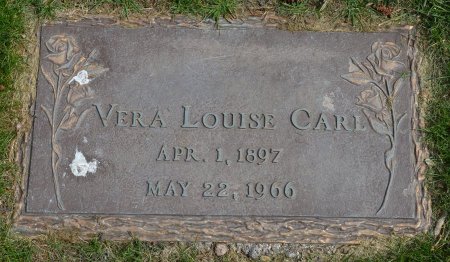 Vera Louise Carl
Apr. 1, 1897
May 22, 1966